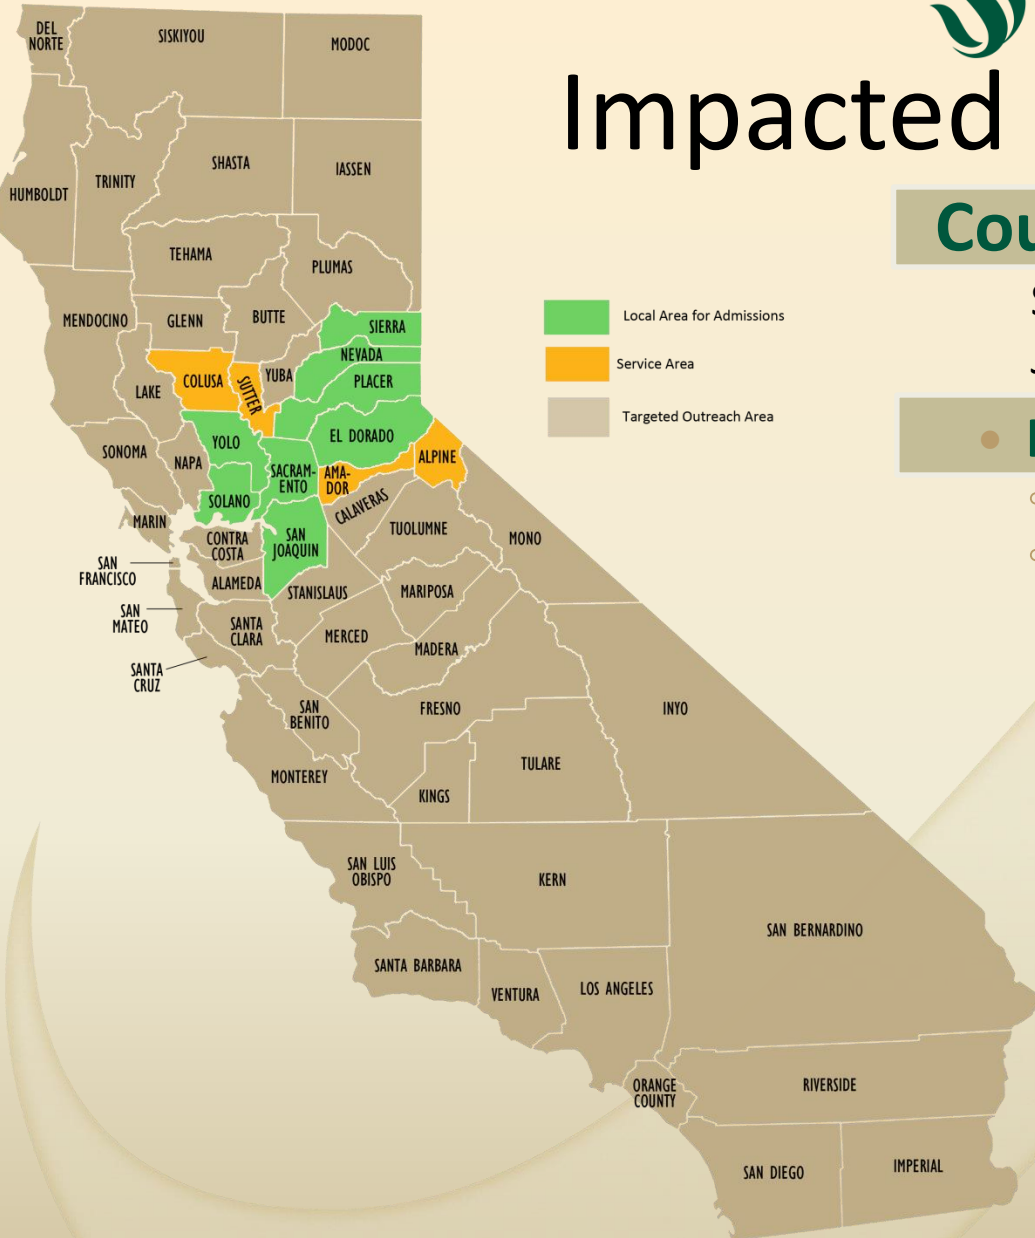 Impacted
Cou
Local Area for Admissions
Service Area
Targeted Outreach Area
DEL
NORTE
SISKIYOU
MODOC
HUMBOLDT
TRINITY
SHASTA
lASSEN
TEHAMA
PLUMAS
MENDOCINO
GLENN
BUTTE
SIERRA
NEVADA
PLACER
COLUSA
SUTTER
YUBA
LAKE
EL DORADO
YOLO
SONOMA
NAPA
SACRAM-
ENTO
AMA-
DOR
ALPINE
SOLANO
CALAVERAS
MARIN
TUOLUMNE
MONO
CONTRA
COSTA
SAN
JOAQUIN
SAN
FRANCISCO
ALAMEDA
STANISLAUS
MARIPOSA
SAN
MATEO
SANTA
CLARA
MERCED
MADERA
SANTA
CRUZ
SAN
BENITO
FRESNO
INYO
MONTEREY
KINGS
TULARE
SAN LUIS
OBISPO
KERN
SAN BERNARDINO
SANTA BARBARA
VENTURA
LOS ANGELES
ORANGE
COUNTY
RIVERSIDE
SAN DIEGO
IMPERIAL